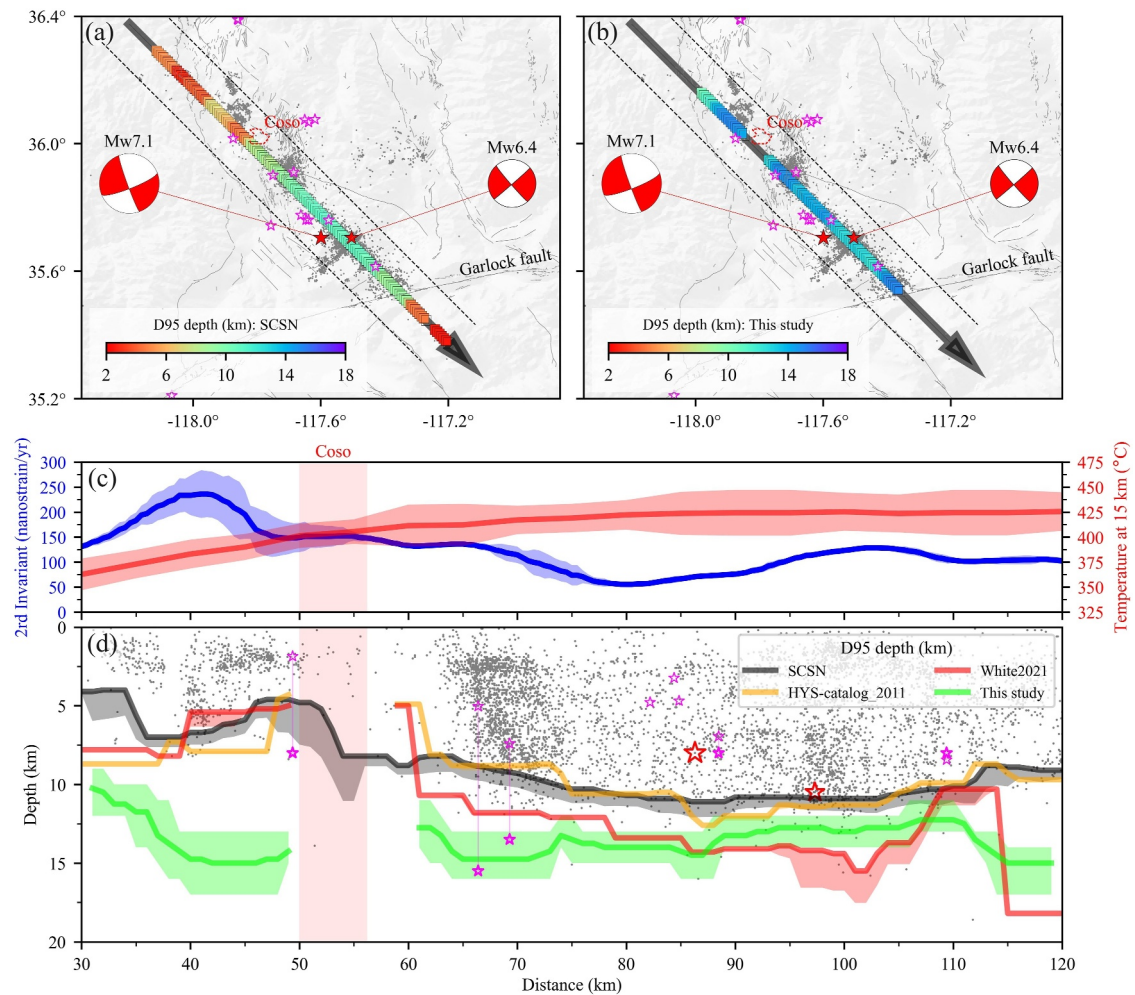 36.4°
36.0°
35.6°
35.2°
(a)
Coso
Mw7.1
Mw6.4
Garlock fault
D95 depth (km): SCSN
2 6 10 14 18
-118.0° -117.6° -117.2°
(b)
Coso
Mw7.1
Mw6.4
Garlock fault
D95 depth (km): This study
2 6 10 14 18
-118.0° -117.6° -117.2°
Coso
(c)
2rd Invariant (nanostrain/yr)
300
250
200
150
100
50
0
475
450
425
400
375
350
325
Temperature at 15 km (°C)
(d)
D95 depth (km)
SCSN
White2021
HYS-catalog_2011
This study
Depth (km)
0
5
10
15
20
30 40 50 60 70 80 90 100 110 120
Distance (km)